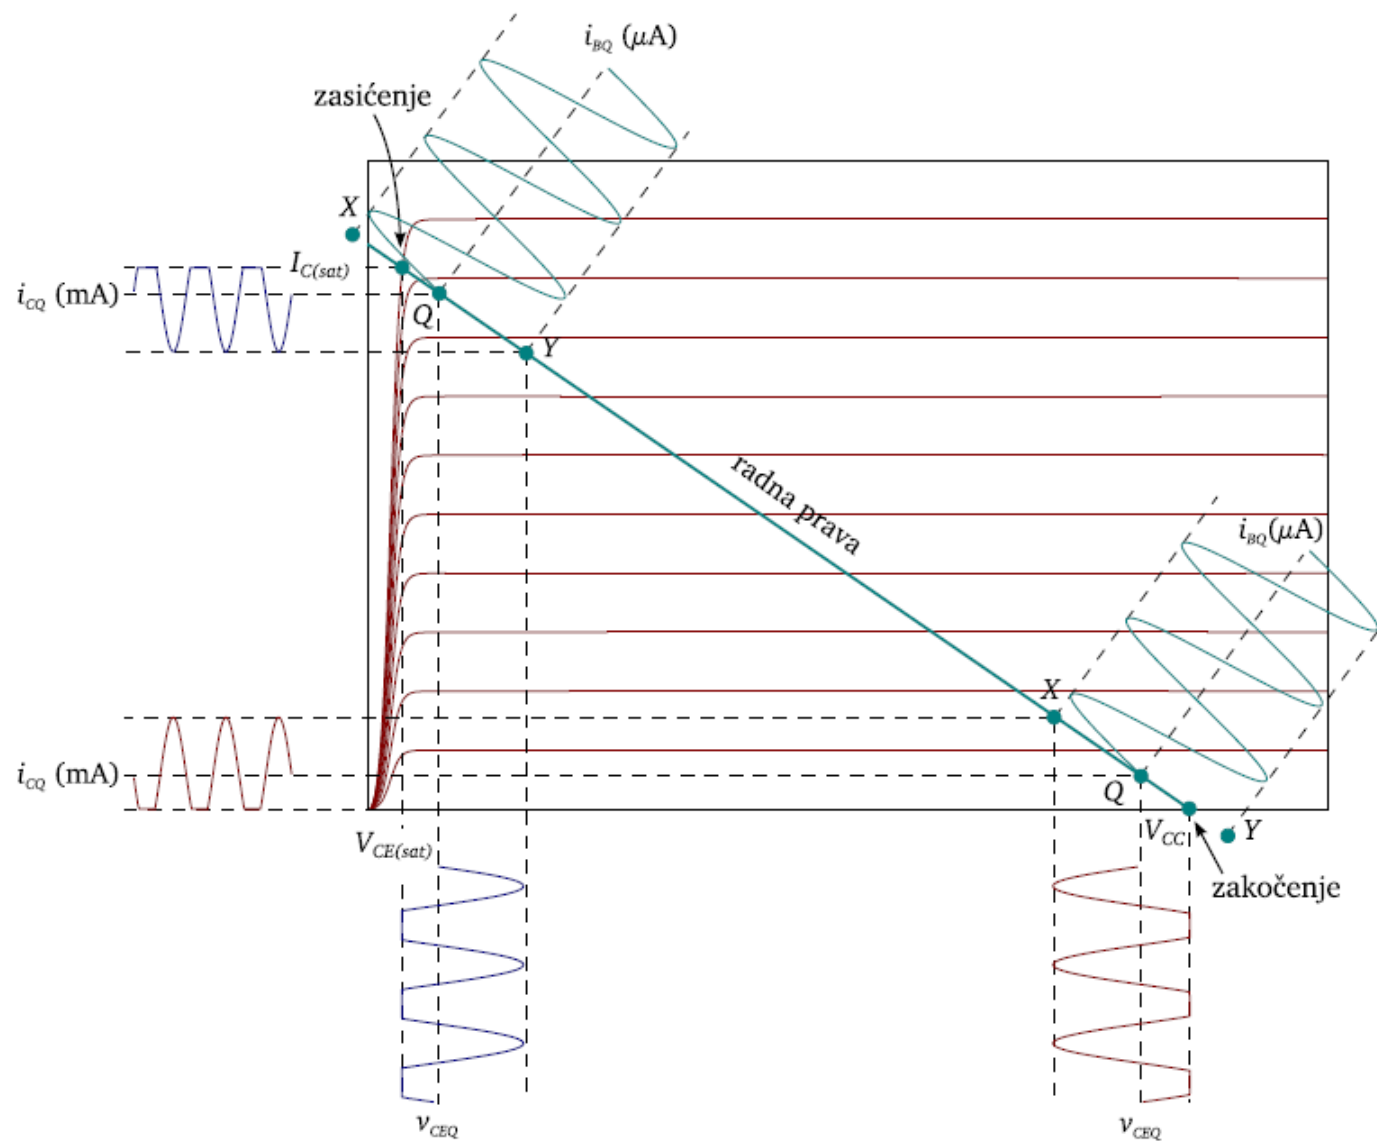 i_BQ (μA)
zasićenje
X
I_C(sat)
i_CQ (mA)
Q
Y
radna prava
i_BQ(μA)
X
i_CQ (mA)
Q
V_CE(sat)
V_CC
Y
zakočenje
v_CEQ
v_CEQ